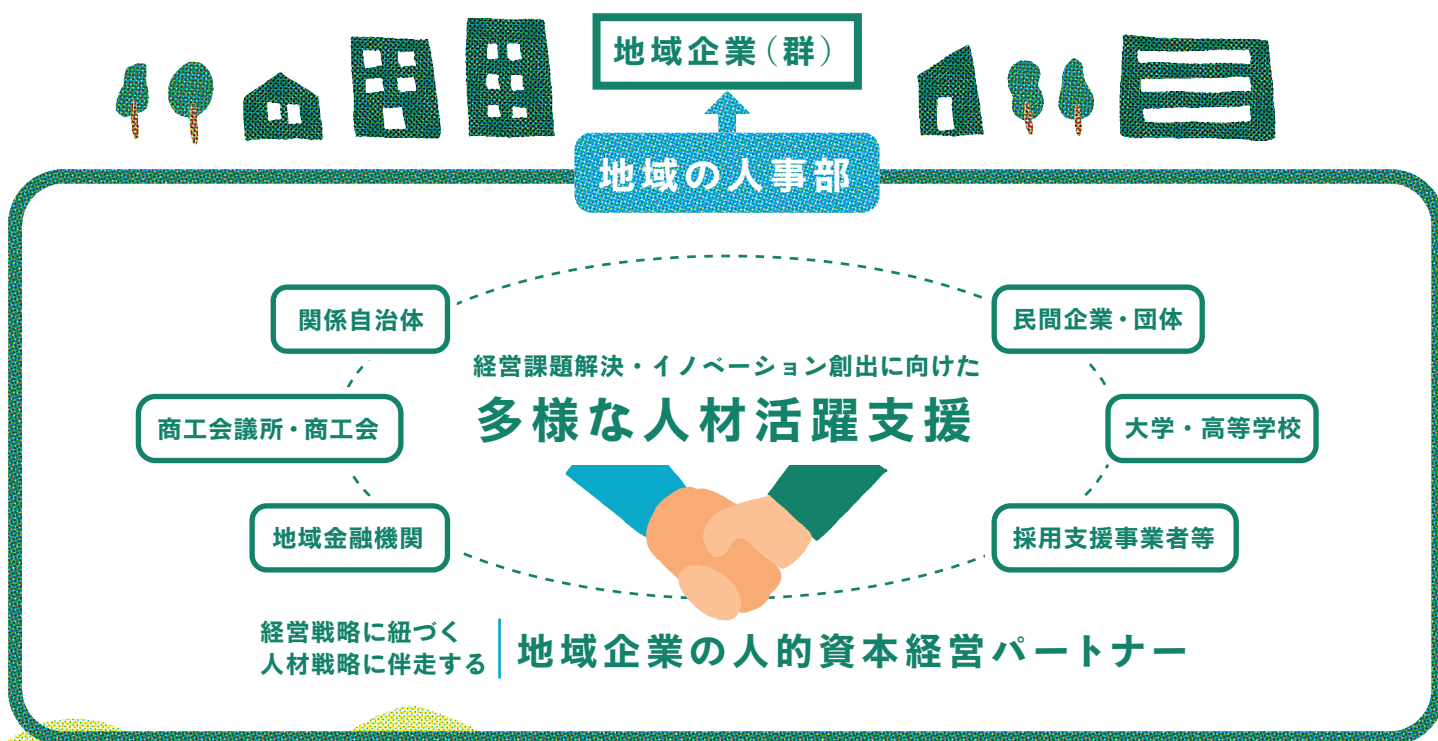 地域企業（群）
地域の人事部
関係自治体
民間企業・団体
経営課題解決・イノベーション創出に向けた
多様な人材活躍支援
商工会議所・商工会
大学・高等学校
地域金融機関
採用支援事業者等
経営戦略に紐づく
人材戦略に伴走する
地域企業の人的資本経営パートナー